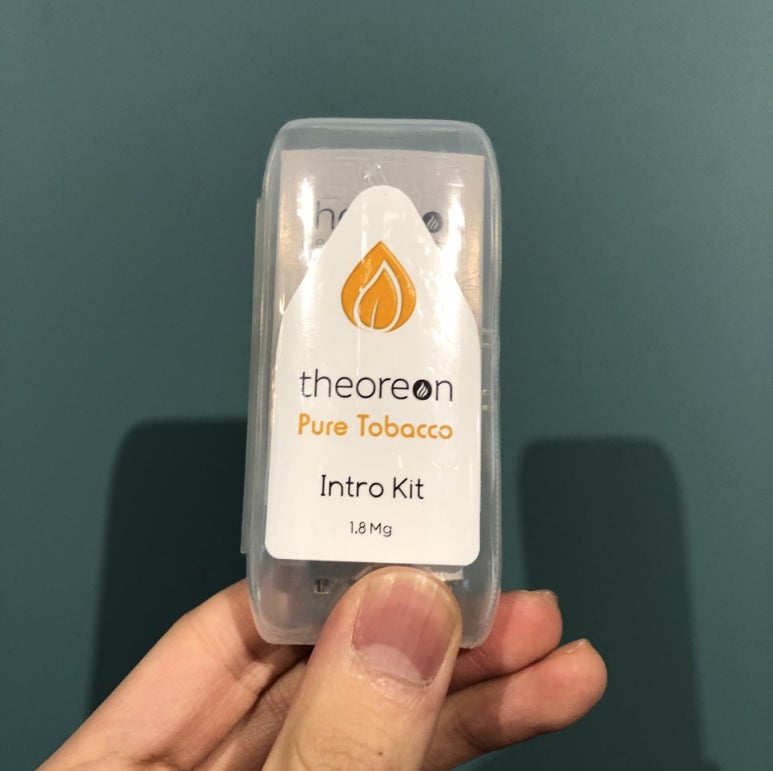 theoreon
Pure Tobacco
Intro Kit
1.8 Mg